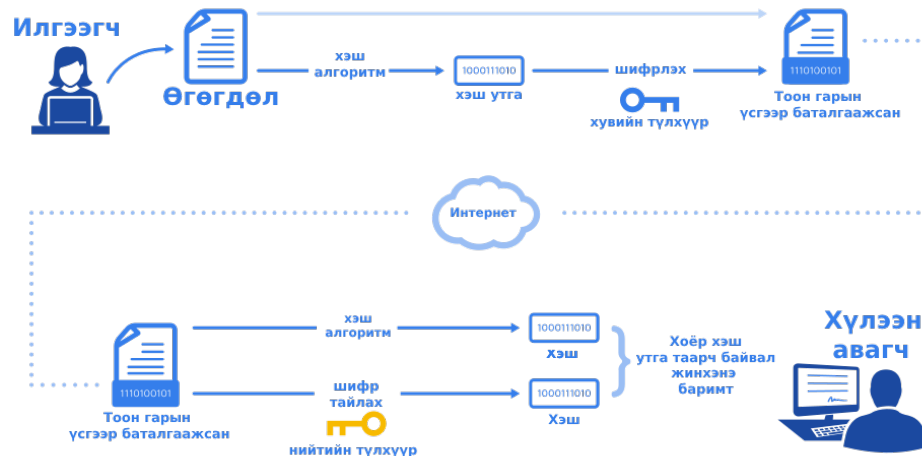 Илгээгч
Өгөгдөл
хэш
алгоритм
1000111010
хэш утга
шифрлэх
хувийн түлхүүр
1110100101
Тоон гарын
үсгээр баталгаажсан
Интернет
1110100101
Тоон гарын
үсгээр баталгаажсан
хэш
алгоритм
1000111010
Хэш
шифр
тайлах
нийтийн түлхүүр
1000111010
Хэш
Хоёр хэш
утга таарч байвал
жинхэнэ
баримт
Хүлээн
авагч